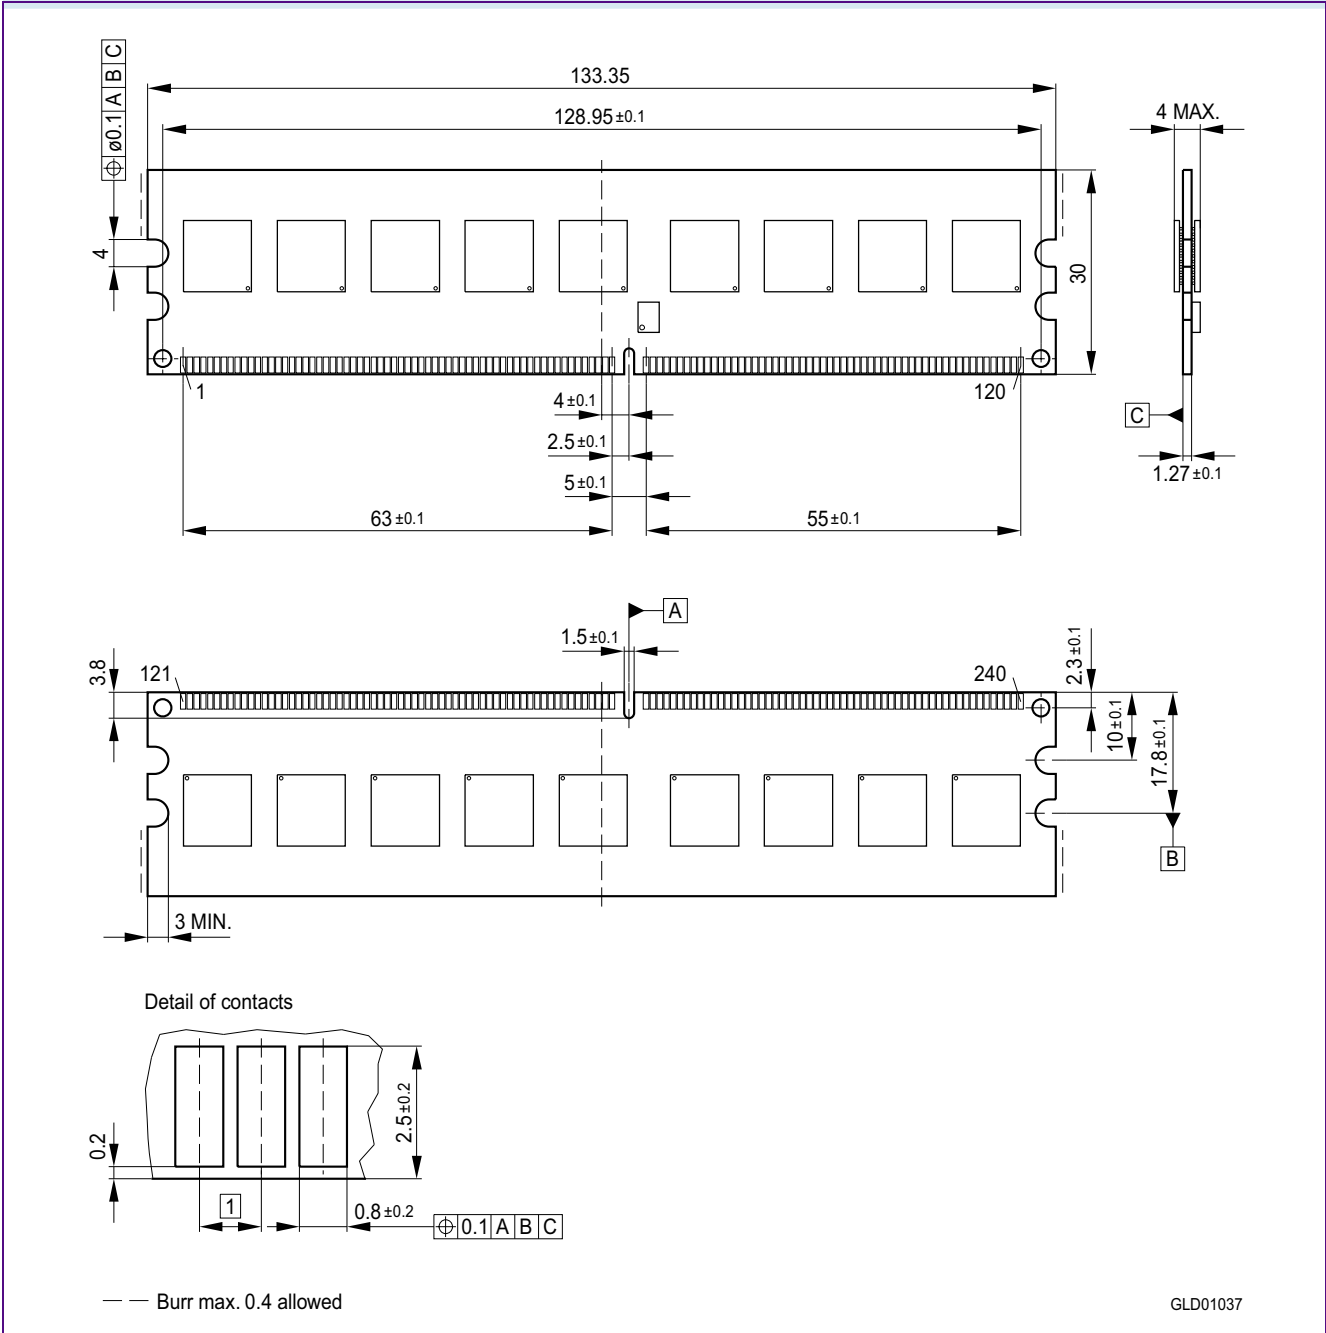 ⌖ ø0.1 A B C
133.35
128.95±0.1
4 MAX.
4
30
1
120
4±0.1
2.5±0.1
5±0.1
63±0.1
55±0.1
C
1.27±0.1
A
1.5±0.1
3.8
121
240
2.3±0.1
10±0.1
17.8±0.1
B
3 MIN.
Detail of contacts
2.5±0.2
0.2
1
0.8±0.2
⌖ 0.1 A B C
Burr max. 0.4 allowed
GLD01037